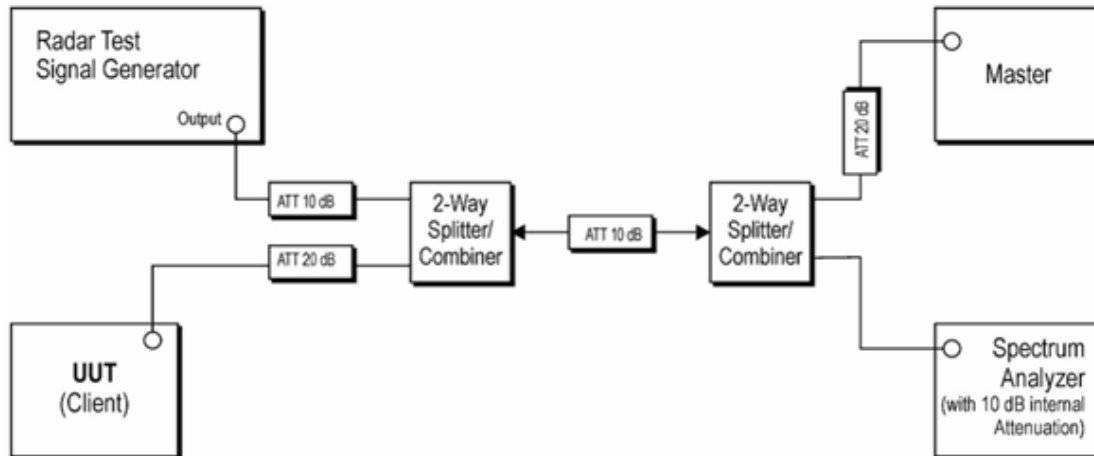 Radar Test
Signal Generator
Output
Master
ATT 20 dB
ATT 10 dB
2-Way
Splitter/
Combiner
ATT 10 dB
2-Way
Splitter/
Combiner
ATT 20 dB
UUT
(Client)
Spectrum
Analyzer
(with 10 dB internal
Attenuation)